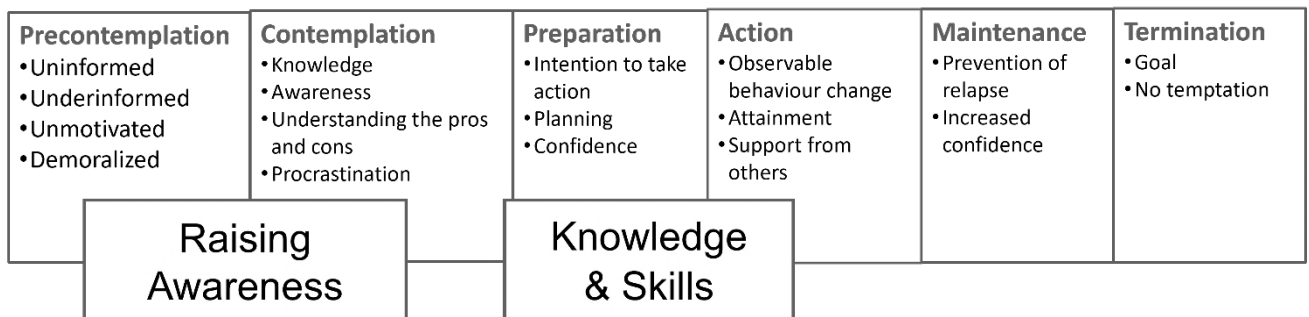 Precontemplation
•Uninformed
•Underinformed
•Unmotivated
•Demoralized
Contemplation
•Knowledge
•Awareness
•Understanding the pros
and cons
•Procrastination
Preparation
•Intention to take
action
•Planning
•Confidence
Action
•Observable
behaviour change
•Attainment
•Support from
others
Maintenance
•Prevention of
relapse
•Increased
confidence
Termination
•Goal
•No temptation
Raising
Awareness
Knowledge
& Skills